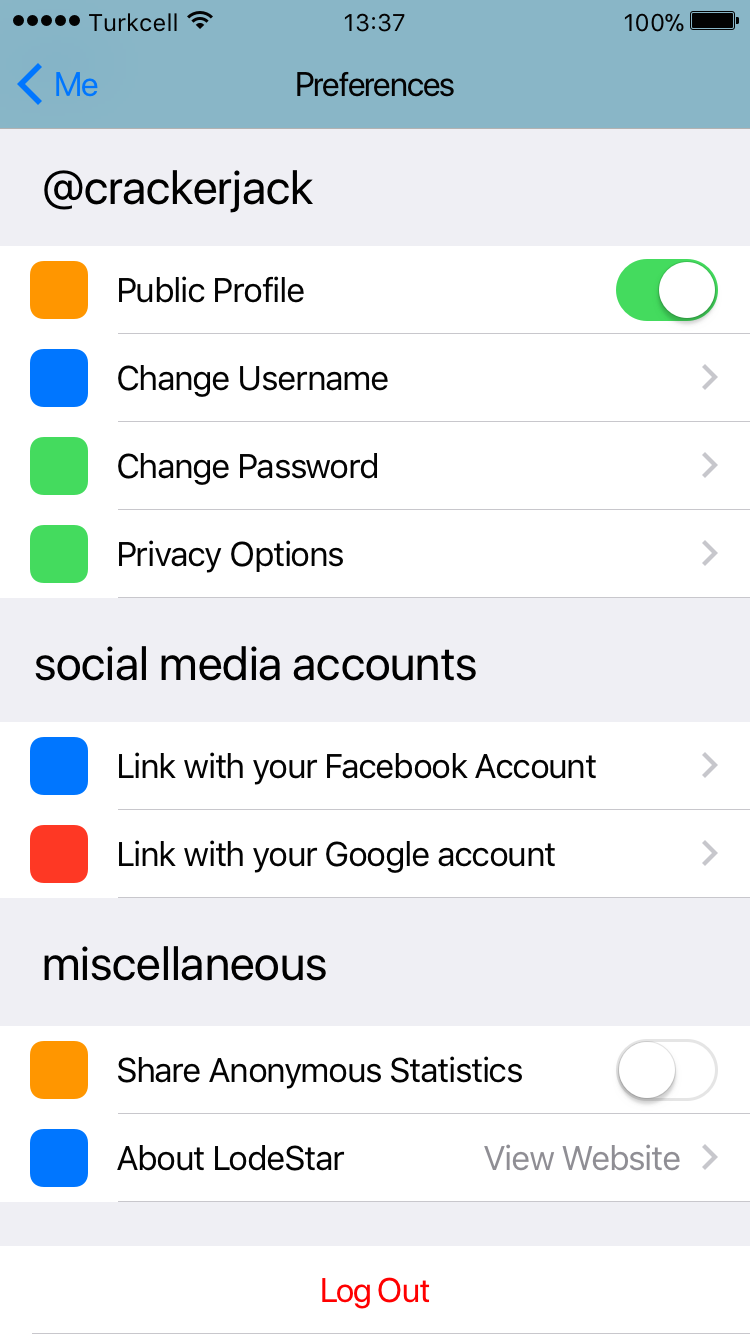 Turkcell 13:37 100%
Me Preferences
@crackerjack
Public Profile
Change Username
Change Password
Privacy Options
social media accounts
Link with your Facebook Account
Link with your Google account
miscellaneous
Share Anonymous Statistics
About LodeStar View Website
Log Out